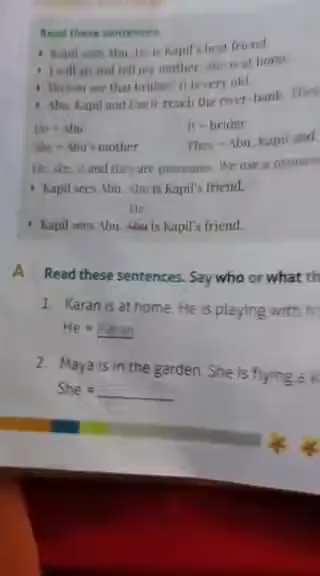 Read these sentences.
• Kapil sees Abu. He is Kapil's best friend.
• I will go and tell my mother. She is at home.
• Do you see that bridge? It is very old.
• Abu, Kapil and reach the river-bank. They
He = Abu
It = bridge
She = Abu's mother
They = Abu, Kapil and
He, she, it and they are pronouns. We use a pronoun
• Kapil sees Abu. Abu is Kapil's friend.
He
• Kapil sees Abu. Abu is Kapil's friend.
A Read these sentences. Say who or what th
1. Karan is at home. He is playing with hi
He = Karan
2. Maya is in the garden. She is flying a k
She =